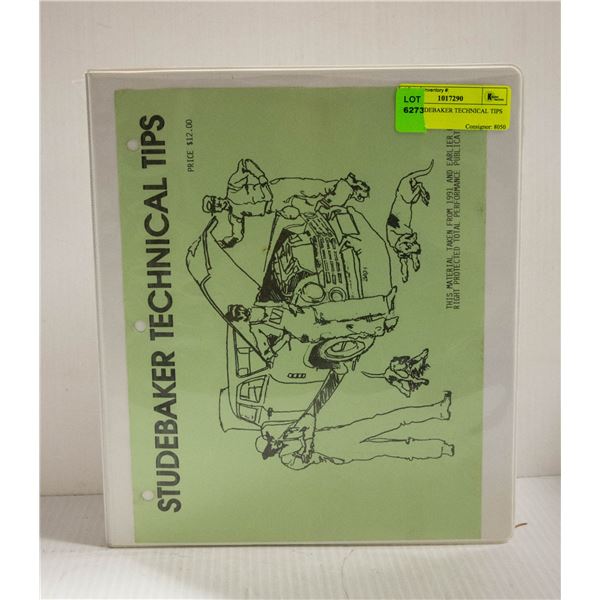 STUDEBAKER TECHNICAL TIPS
PRICE $12.00
THIS MATERIAL TAKEN FROM 1991 AND EARLIER
RIGHT PROTECTED TOTAL PERFORMANCE PUBLICAT
Inventory #
LOT 1017290
6273 DEBAKER TECHNICAL TIPS
Consignor: 8050